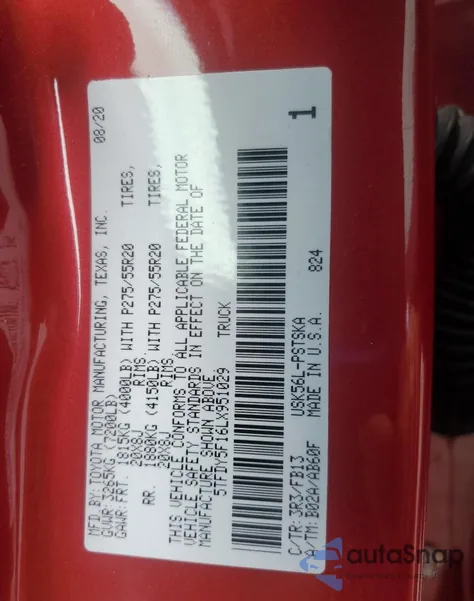 MFD. BY: TOYOTA MOTOR MANUFACTURING, TEXAS, INC. 08/20
GVWR: 3265KG (7200LB)
GAWR: FRT. 1815KG (4000LB) WITH P275/55R20 TIRES,
20X8J RIMS.
RR. 1880KG (4150LB) WITH P275/55R20 TIRES,
20X8J RIMS.
THIS VEHICLE CONFORMS TO ALL APPLICABLE FEDERAL MOTOR
VEHICLE SAFETY STANDARDS IN EFFECT ON THE DATE OF
MANUFACTURE SHOWN ABOVE.
5TFDY5F16LX951029 TRUCK
1
USK56L-PSTSKA 824
C/TR: 3R3/FB13 MADE IN U.S.A.
A/TM: B02A/AB60F
autoSnap